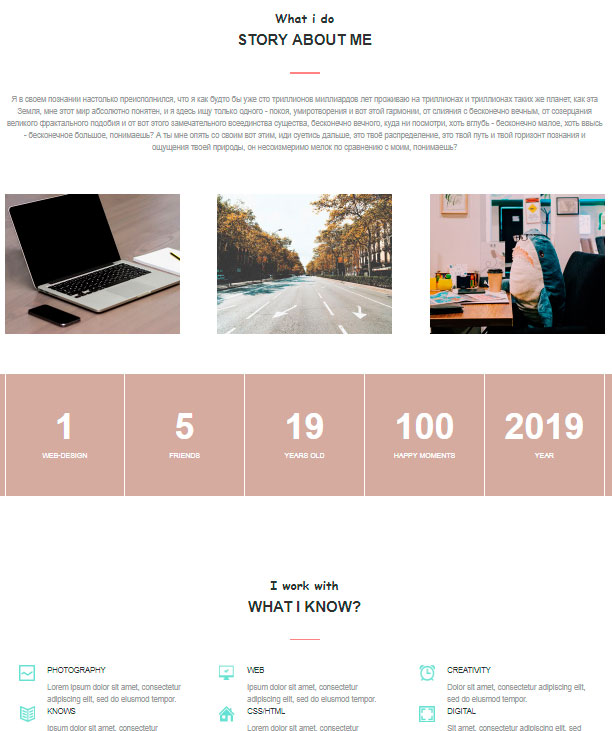 What i do
STORY ABOUT ME
Я в своем познании настолько преисполнился, что я как будто бы уже сто триллионов миллиардов лет проживаю на триллионах и триллионах таких же планет, как эта
Земля, мне этот мир абсолютно понятен, и я здесь ищу только одного - покоя, умиротворения и вот этой гармонии, от слияния с бесконечно вечным, от созерцания
великого фрактального подобия и от вот этого замечательного всеединства существа, бесконечно вечного, куда ни посмотри, хоть вглубь - бесконечно малое, хоть ввысь
- бесконечное большое, понимаешь? А ты мне опять со своим вот этим, иди суетись дальше, это твоё распределение, это твой путь и твой горизонт познания и
ощущения твоей природы, он несоизмеримо мелок по сравнению с моим, понимаешь?
1
WEB-DESIGN
5
FRIENDS
19
YEARS OLD
100
HAPPY MOMENTS
2019
YEAR
I work with
WHAT I KNOW?
PHOTOGRAPHY
Lorem ipsum dolor sit amet, consectetur
adipiscing elit, sed do eiusmod tempor.
WEB
Ipsum dolor sit amet, consectetur
adipiscing elit, sed do eiusmod tempor.
CREATIVITY
Dolor sit amet, consectetur adipiscing elit,
sed do eiusmod tempor.
KNOWS
Ipsum dolor sit amet, consectetur
CSS/HTML
Lorem dolor sit amet, consectetur
DIGITAL
Sit amet, consectetur adipiscing elit, sed